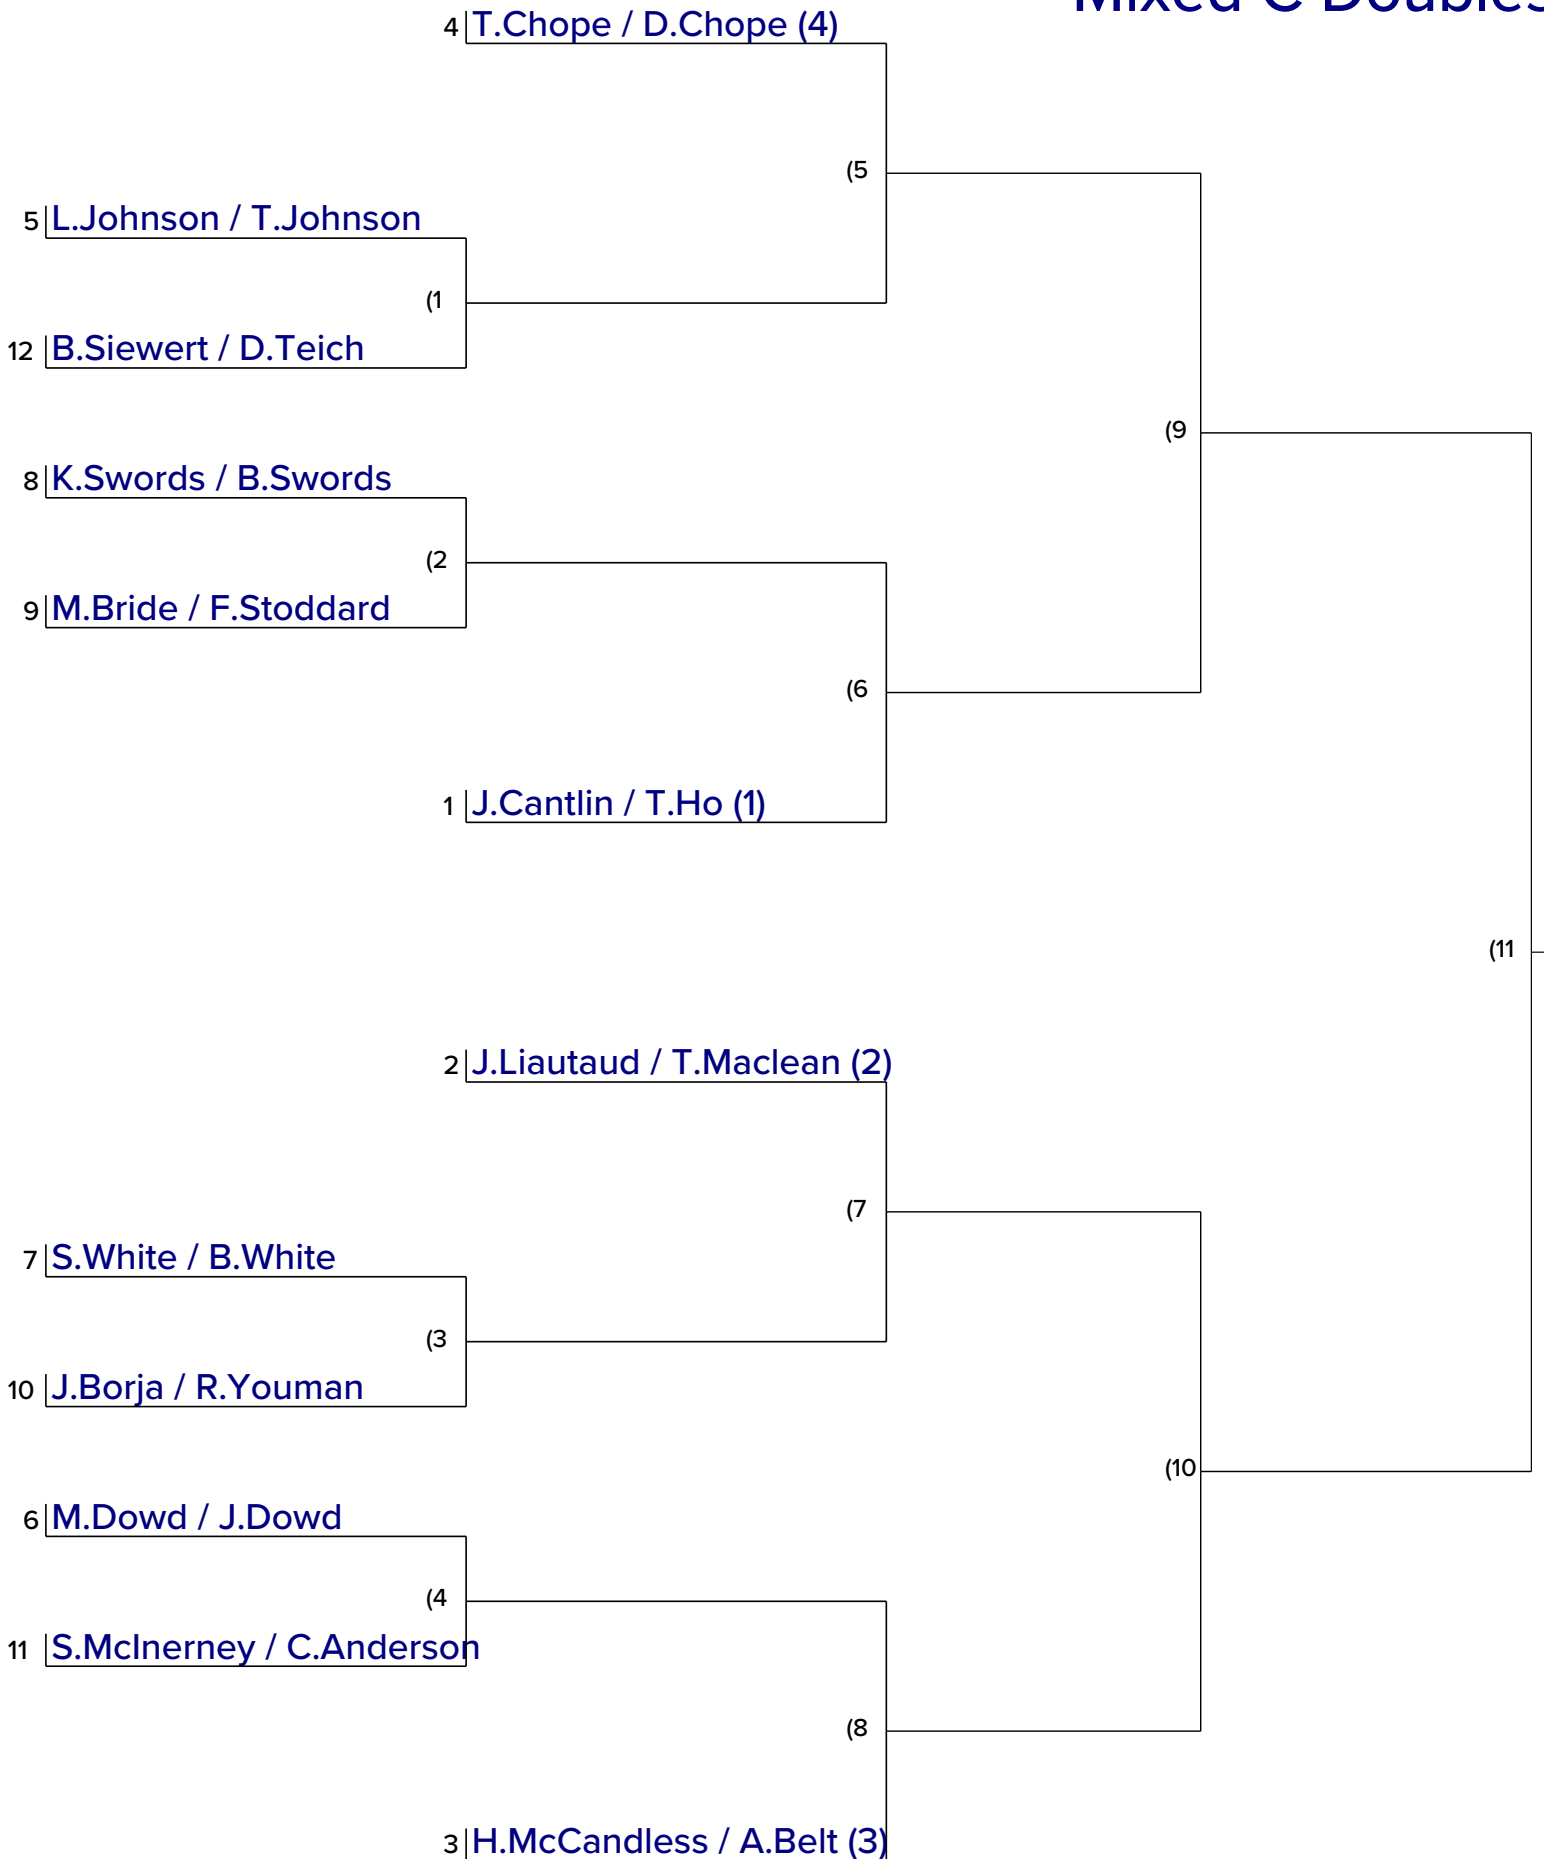 Mixed C Doubles
4 T.Chope / D.Chope (4)
(5
5 L.Johnson / T.Johnson
(1
12 B.Siewert / D.Teich
(9
8 K.Swords / B.Swords
(2
9 M.Bride / F.Stoddard
(6
1 J.Cantlin / T.Ho (1)
(11
2 J.Liautaud / T.Maclean (2)
(7
7 S.White / B.White
(3
10 J.Borja / R.Youman
(10
6 M.Dowd / J.Dowd
(4
11 S.McInerney / C.Anderson
(8
3 H.McCandless / A.Belt (3)